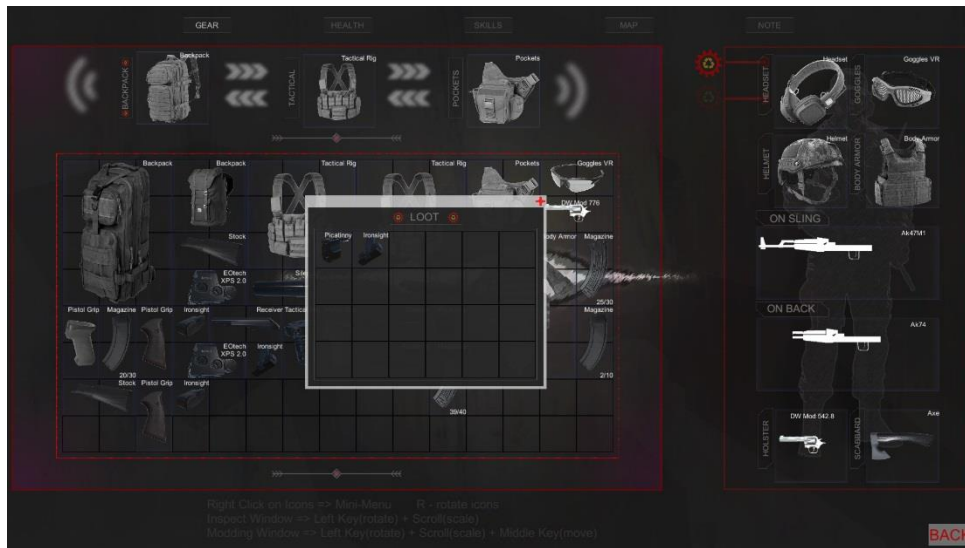 GEAR HEALTH SKILLS MAP NOTE
BACKPACK Backpack TACTICAL Tactical Rig POCKETS Pockets
HEADSET Headset GOGGLES Goggles VR
HELMET Helmet BODY ARMOR Body Armor
Backpack Backpack Tactical Rig Tactical Rig Pockets Goggles VR
DW Mod 776
LOOT
Picatinny Ironsight
Stock Body Armor Magazine
EOtech
XPS 2.0
25/30
Pistol Grip Magazine Pistol Grip Ironsight Receiver Tactical Magazine
EOtech Ironsight
XPS 2.0
20/30 2/10
Stock Pistol Grip Ironsight
39/40
ON SLING
Ak47M1
ON BACK
Ak74
HOLSTER DW Mod 542.8 SCABBARD Axe
Right Click on Icons => Mini-Menu R - rotate icons
Inspect Window => Left Key(rotate) + Scroll(scale)
Modding Window => Left Key(rotate) + Scroll(scale) + Middle Key(move)
BACK